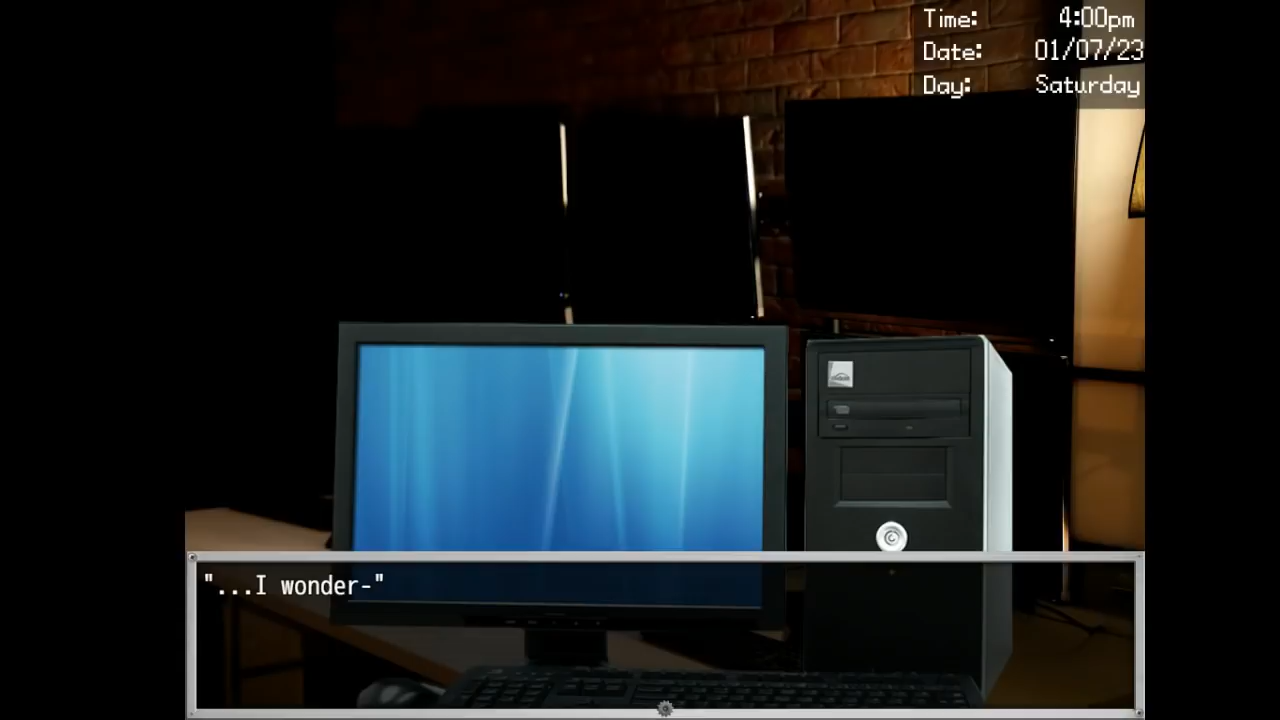 Time: 4:00pm
Date: 01/07/23
Day: Saturday
"...I wonder-"